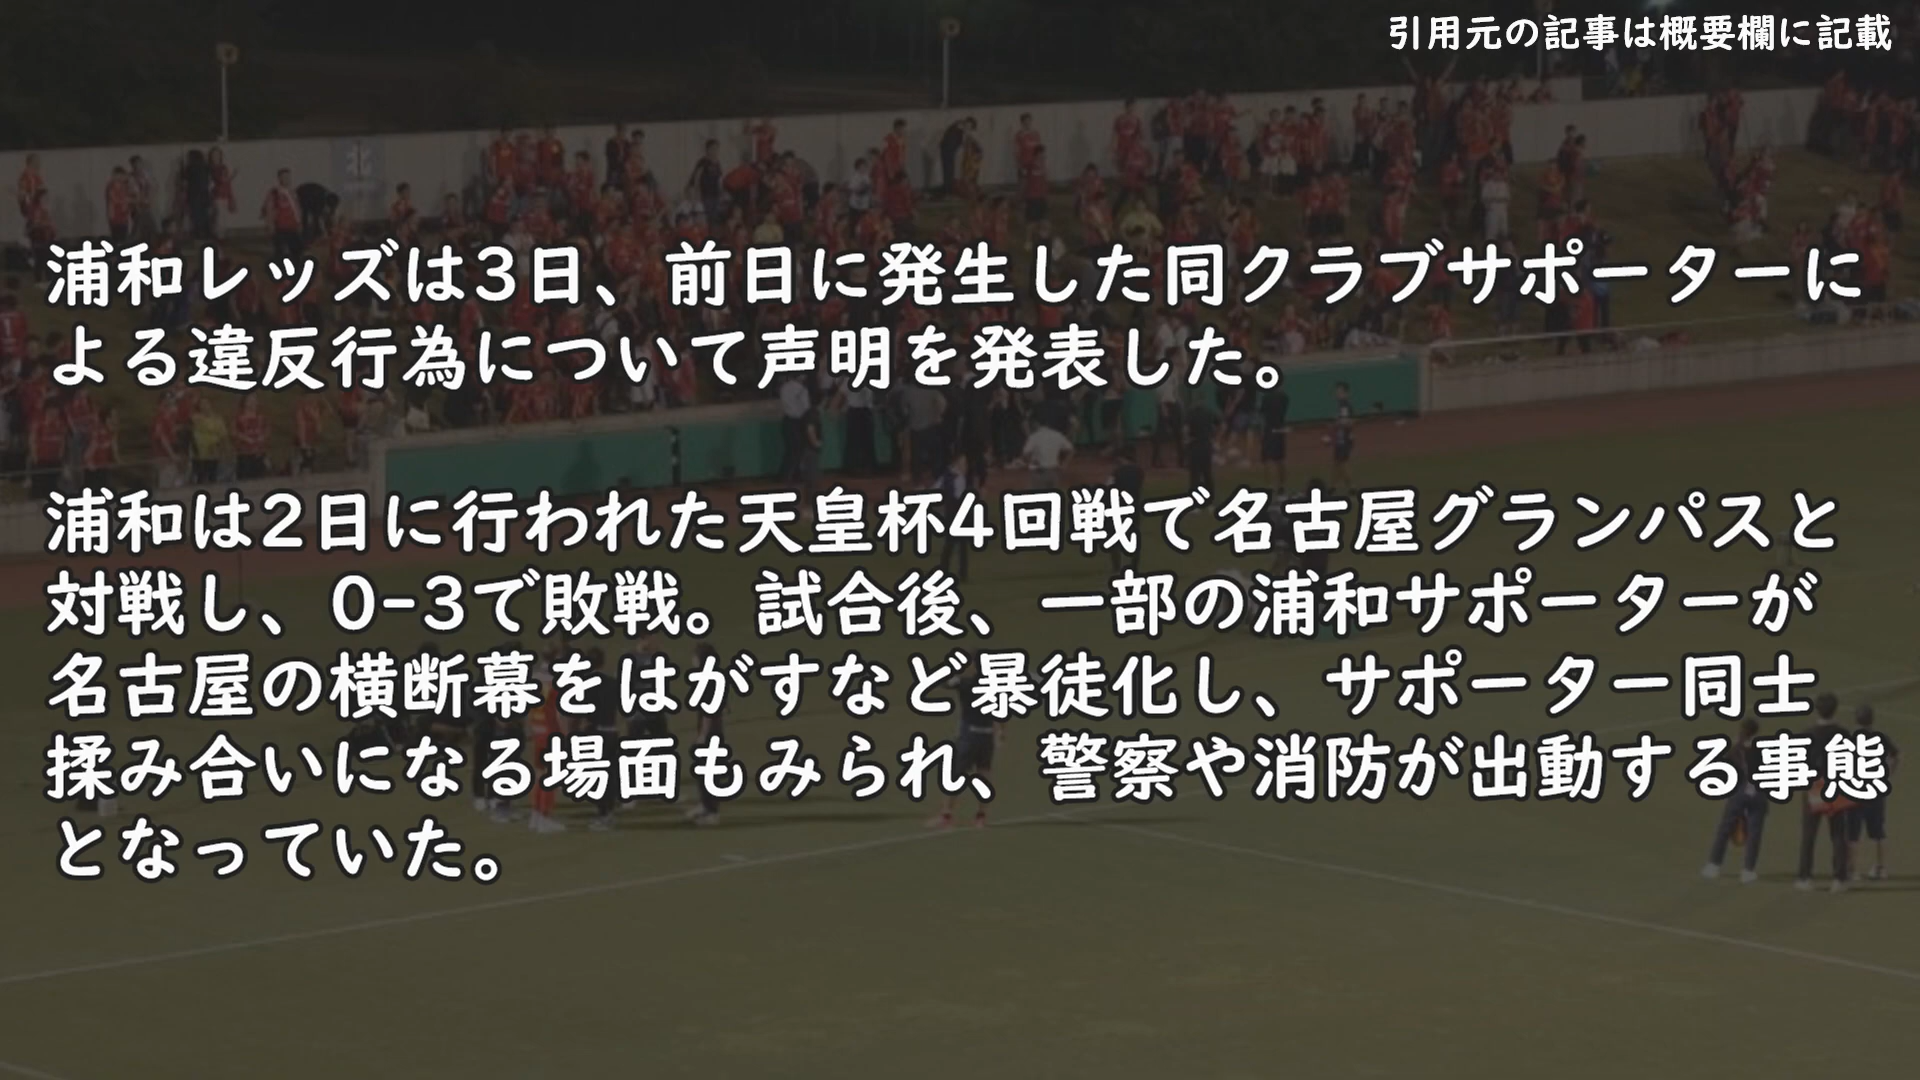 引用元の記事は概要欄に記載
浦和レッズは3日、前日に発生した同クラブサポーターに
よる違反行為について声明を発表した。
浦和は2日に行われた天皇杯4回戦で名古屋グランパスと
対戦し、0-3で敗戦。試合後、一部の浦和サポーターが
名古屋の横断幕をはがすなど暴徒化し、サポーター同士
揉み合いになる場面もみられ、警察や消防が出動する事態
となっていた。